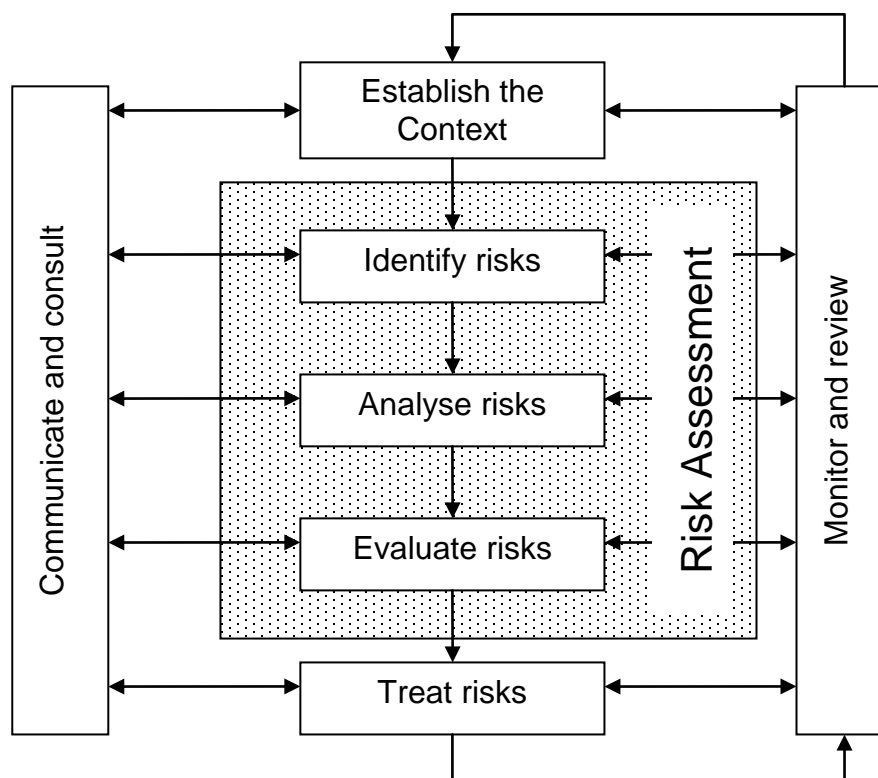 Establish the
Context
Communicate and consult
Identify risks
Analyse risks
Evaluate risks
Risk Assessment
Monitor and review
Treat risks